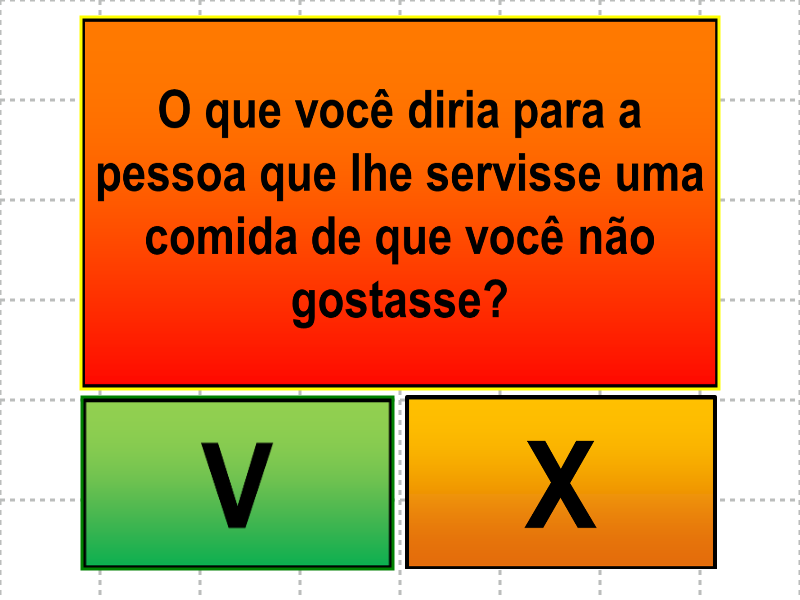 O que você diria para a
pessoa que lhe servisse uma
comida de que você não
gostasse?
V
X